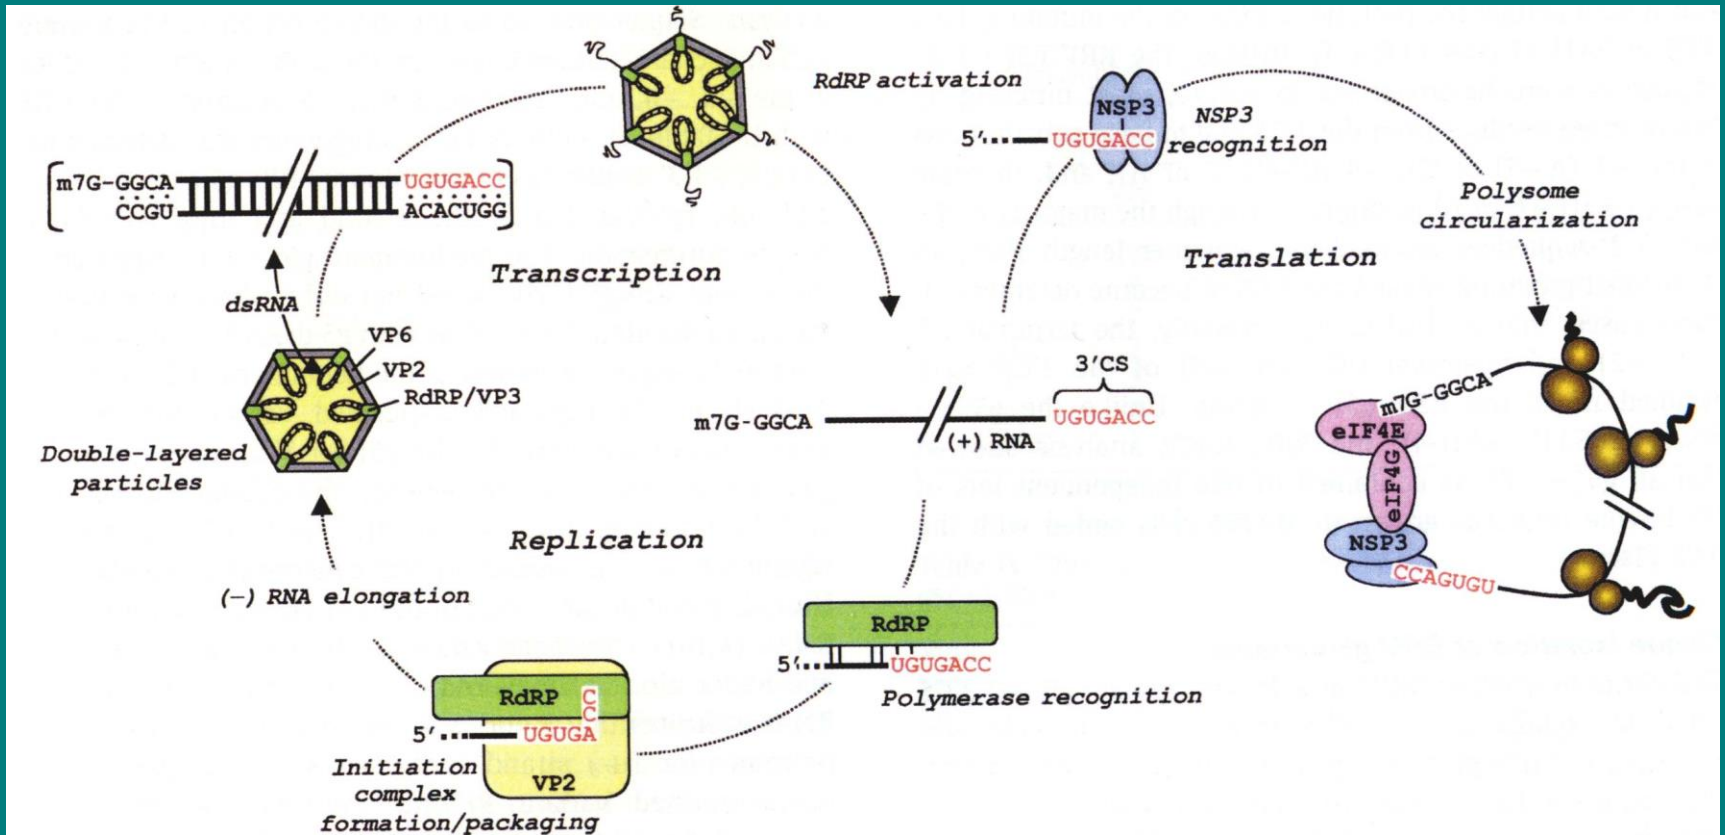 RdRP activation
NSP3
5'
UGUGACC
NSP3
recognition
Polysome
circularization
m7G-GGCA
UGUGACC
CCGU
ACACUGG
Transcription
Translation
dsRNA
VP6
VP2
RdRP/VP3
Double-layered
particles
3'CS
m7G-GGCA
UGUGACC
(+) RNA
m7G-GGCA
eIF4E
eIF4G
NSP3
CCAGUGU
Replication
(−) RNA elongation
RdRP
5'
UGUGACC
Polymerase recognition
RdRP
C
C
5'
UGUGA
VP2
Initiation
complex
formation/packaging